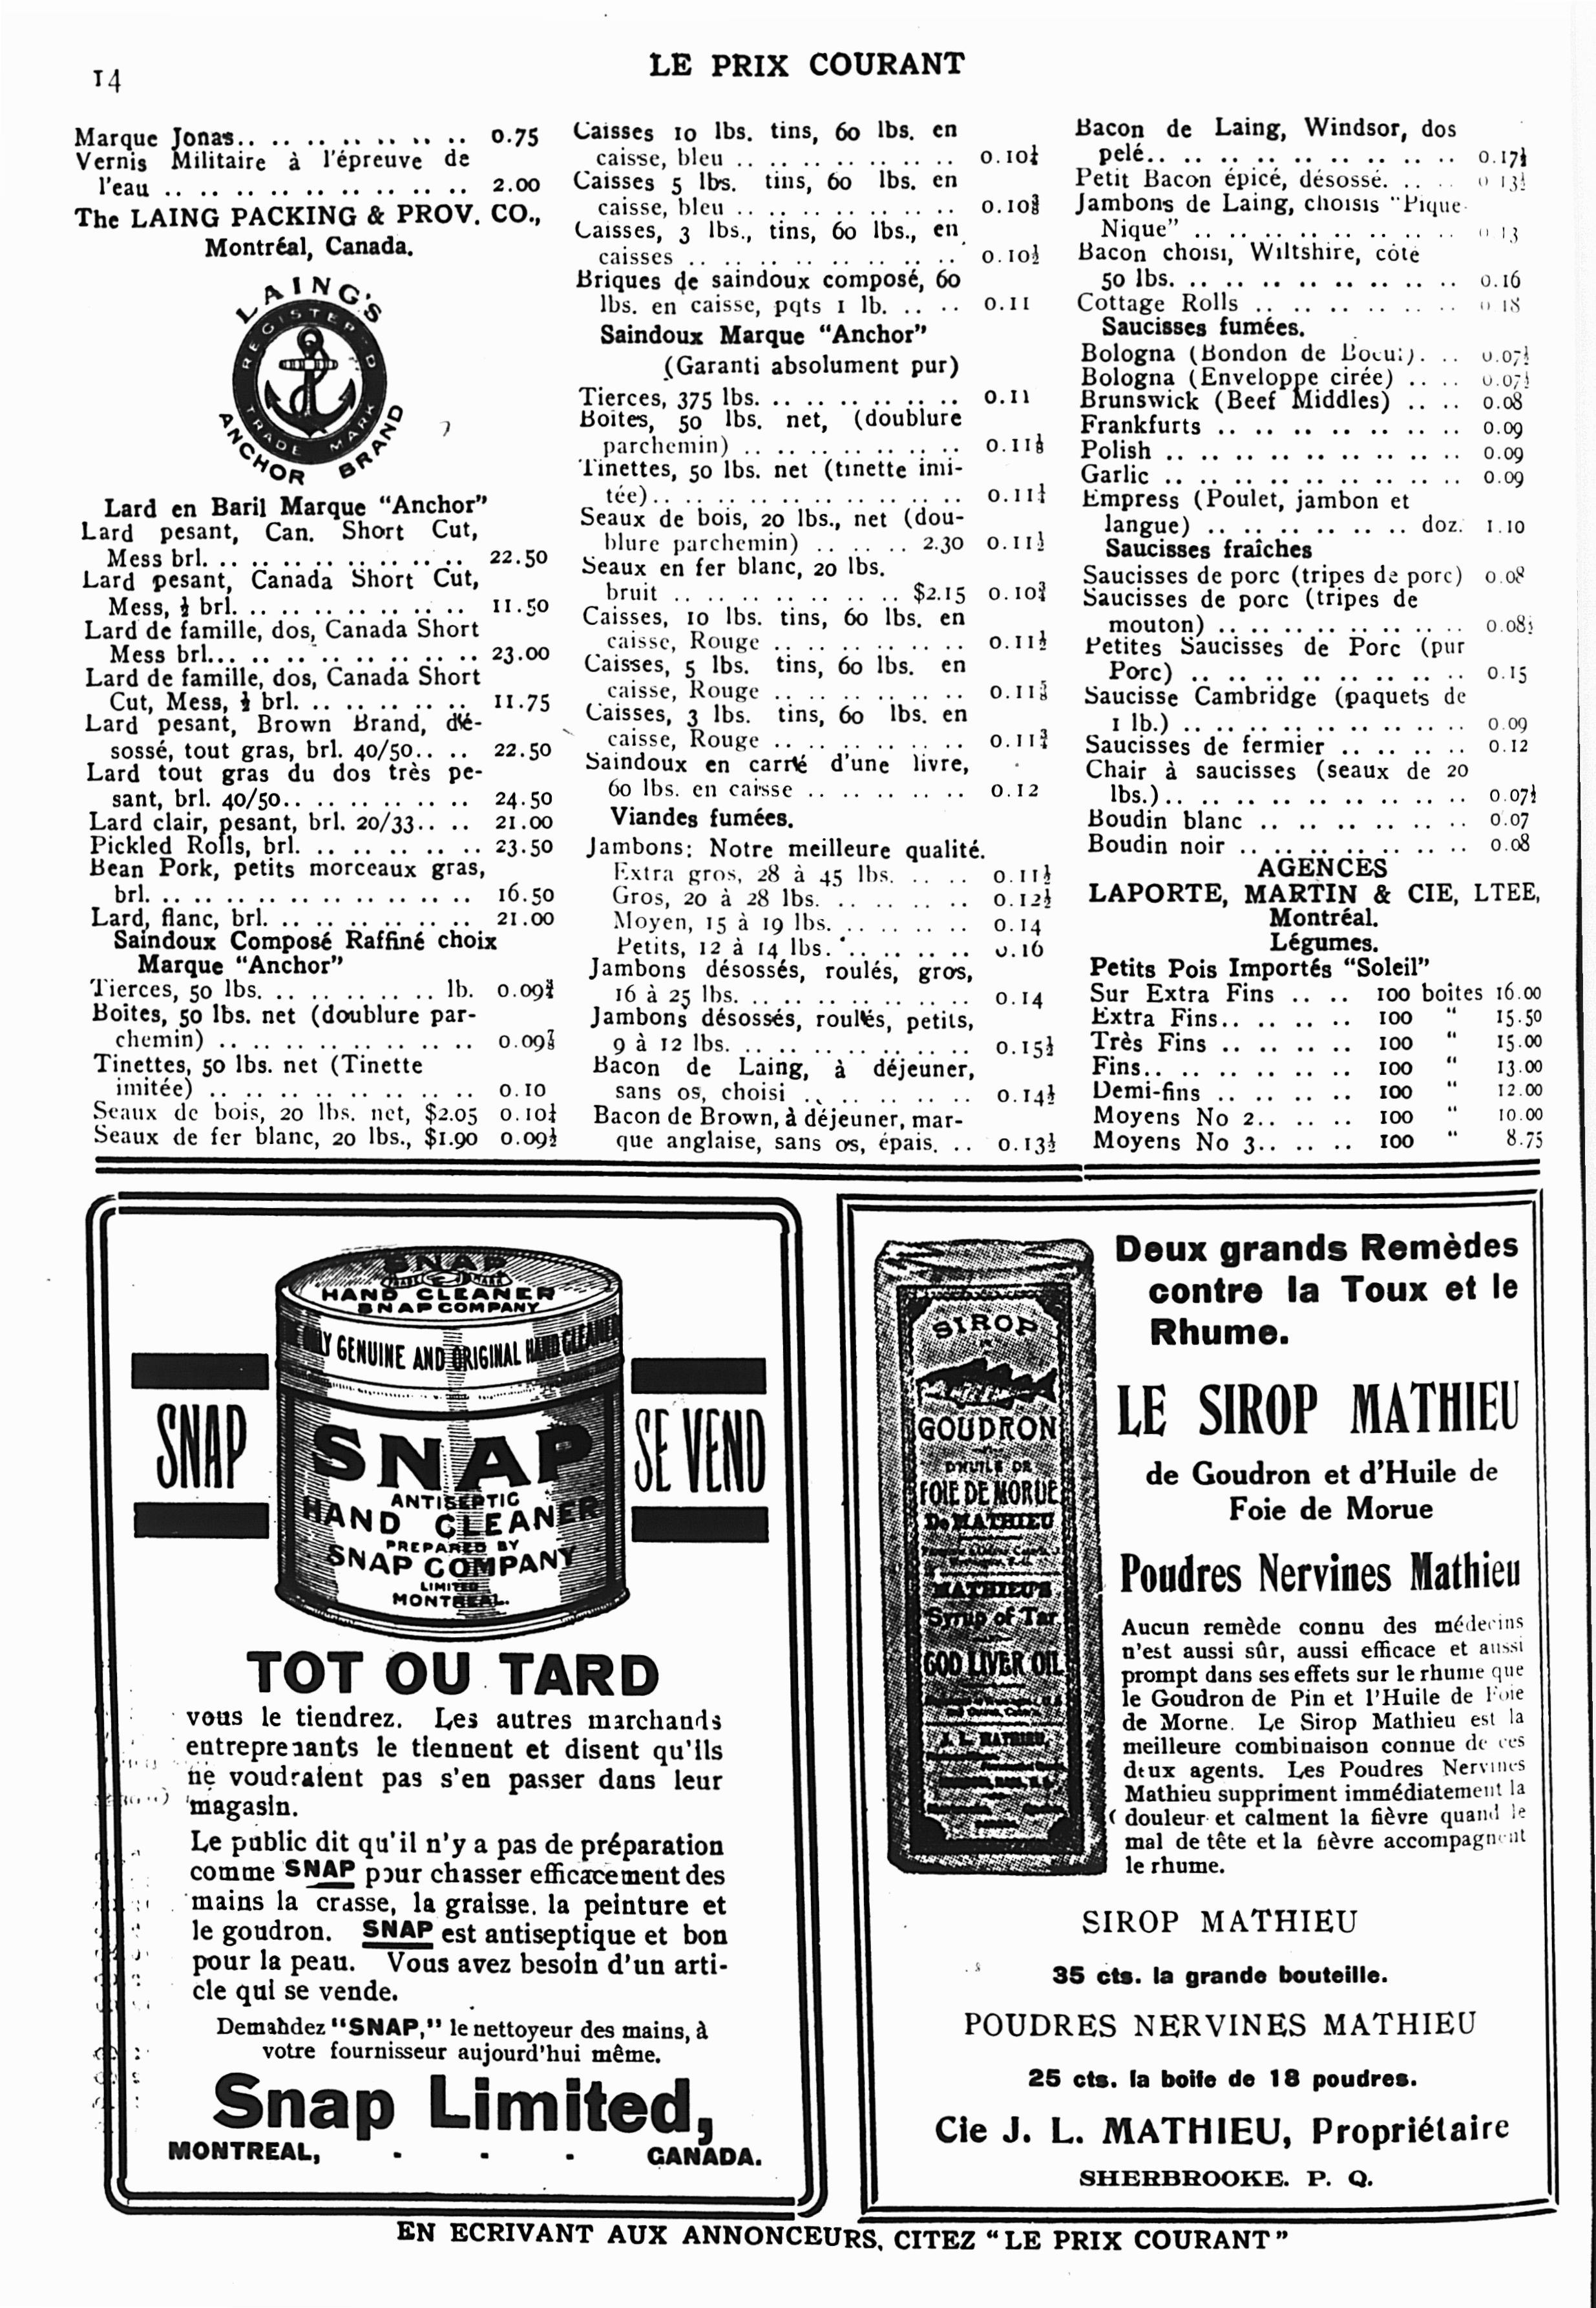 14
LE PRIX COURANT
Marque Jonas.. .. .. .. .. .. .. .. 0.75
Vernis Militaire à l'épreuve de
l'eau .. .. .. .. .. .. .. .. .. 2.00
The LAING PACKING & PROV. CO.,
Montréal, Canada.
LAING'S
REGISTERED
TRADE MARK
ANCHOR BRAND
Lard en Baril Marque "Anchor"
Lard pesant, Can. Short Cut,
Mess brl. .. .. .. .. .. .. .. .. 22.50
Lard pesant, Canada Short Cut,
Mess, ½ brl. .. .. .. .. .. .. .. 11.50
Lard de famille, dos, Canada Short
Mess brl... .. .. .. .. .. .. .. .. 23.00
Lard de famille, dos, Canada Short
Cut, Mess, ½ brl. .. .. .. .. .. 11.75
Lard pesant, Brown Brand, dé-
sossé, tout gras, brl. 40/50.. .. .. 22.50
Lard tout gras du dos très pe-
sant, brl. 40/50.. .. .. .. .. .. 24.50
Lard clair, pesant, brl. 20/33.. .. .. 21.00
Pickled Rolls, brl. .. .. .. .. .. .. 23.50
Bean Pork, petits morceaux gras,
brl. .. .. .. .. .. .. .. .. .. .. 16.50
Lard, flanc, brl. .. .. .. .. .. .. .. 21.00
Saindoux Composé Raffiné choix
Marque "Anchor"
Tierces, 50 lbs. .. .. .. .. .. .. lb. 0.09¾
Boites, 50 lbs. net (doublure par-
chemin) .. .. .. .. .. .. .. .. 0.09⅞
Tinettes, 50 lbs. net (Tinette
imitée) .. .. .. .. .. .. .. .. 0.10
Seaux de bois, 20 lbs. net, $2.05 0.10¼
Seaux de fer blanc, 20 lbs., $1.90 0.09½
Caisses 10 lbs. tins, 60 lbs. en
caisse, bleu .. .. .. .. .. .. .. 0.10¼
Caisses 5 lbs. tins, 60 lbs. en
caisse, bleu .. .. .. .. .. .. .. 0.10⅜
Caisses, 3 lbs., tins, 60 lbs., en
caisses .. .. .. .. .. .. .. .. .. 0.10½
Briques de saindoux composé, 60
lbs. en caisse, pqts 1 lb. .. .. .. 0.11
Saindoux Marque "Anchor"
(Garanti absolument pur)
Tierces, 375 lbs. .. .. .. .. .. .. .. 0.11
Boites, 50 lbs. net, (doublure
parchemin) .. .. .. .. .. .. .. 0.11⅛
Tinettes, 50 lbs. net (tinette imi-
tée).. .. .. .. .. .. .. .. .. .. 0.11¼
Seaux de bois, 20 lbs., net (dou-
blure parchemin) .. .. .. 2.30 0.11½
Seaux en fer blanc, 20 lbs.
bruit .. .. .. .. .. .. .. $2.15 0.10¾
Caisses, 10 lbs. tins, 60 lbs. en
caisse, Rouge .. .. .. .. .. .. 0.11½
Caisses, 5 lbs. tins, 60 lbs. en
caisse, Rouge .. .. .. .. .. .. 0.11⅝
Caisses, 3 lbs. tins, 60 lbs. en
caisse, Rouge .. .. .. .. .. .. 0.11¾
Saindoux en carré d'une livre,
60 lbs. en caisse .. .. .. .. .. 0.12
Viandes fumées.
Jambons: Notre meilleure qualité.
Extra gros, 28 à 45 lbs. .. .. .. 0.11½
Gros, 20 à 28 lbs. .. .. .. .. .. 0.12½
Moyen, 15 à 19 lbs. .. .. .. .. .. 0.14
Petits, 12 à 14 lbs. .. .. .. .. .. 0.16
Jambons désossés, roulés, gros,
16 à 25 lbs. .. .. .. .. .. .. .. 0.14
Jambons désossés, roulés, petits,
9 à 12 lbs. .. .. .. .. .. .. .. 0.15½
Bacon de Laing, à déjeuner,
sans os, choisi .. .. .. .. .. .. 0.14½
Bacon de Brown, à déjeuner, mar-
que anglaise, sans os, épais. .. .. 0.13½
Bacon de Laing, Windsor, dos
pelé.. .. .. .. .. .. .. .. .. .. 0.17½
Petit Bacon épicé, désossé. .. .. 0 13½
Jambons de Laing, choisis "Pique-
Nique" .. .. .. .. .. .. .. .. .. 0 13
Bacon choisi, Wiltshire, côté
50 lbs. .. .. .. .. .. .. .. .. .. 0.16
Cottage Rolls .. .. .. .. .. .. .. 0 18
Saucisses fumées.
Bologna (Bondon de Boeuf). .. .. 0.07½
Bologna (Enveloppe cirée) .. .. 0.07½
Brunswick (Beef Middles) .. .. 0.08
Frankfurts .. .. .. .. .. .. .. .. 0.09
Polish .. .. .. .. .. .. .. .. .. .. 0.09
Garlic .. .. .. .. .. .. .. .. .. .. 0.09
Empress (Poulet, jambon et
langue) .. .. .. .. .. .. .. doz. 1.10
Saucisses fraîches
Saucisses de porc (tripes de porc) 0.08
Saucisses de porc (tripes de
mouton) .. .. .. .. .. .. .. .. 0.08½
Petites Saucisses de Porc (pur
Porc) .. .. .. .. .. .. .. .. .. 0.15
Saucisse Cambridge (paquets de
1 lb.) .. .. .. .. .. .. .. .. .. 0.09
Saucisses de fermier .. .. .. .. .. 0.12
Chair à saucisses (seaux de 20
lbs.).. .. .. .. .. .. .. .. .. .. 0.07½
Boudin blanc .. .. .. .. .. .. .. 0.07
Boudin noir .. .. .. .. .. .. .. .. 0.08
AGENCES
LAPORTE, MARTIN & CIE, LTEE,
Montréal.
Légumes.
Petits Pois Importés "Soleil"
Sur Extra Fins .. .. 100 boites 16.00
Extra Fins.. .. .. .. 100 " 15.50
Très Fins .. .. .. .. 100 " 15.00
Fins.. .. .. .. .. .. 100 " 13.00
Demi-fins .. .. .. .. 100 " 12.00
Moyens No 2.. .. .. 100 " 10.00
Moyens No 3.. .. .. 100 " 8.75
SNAP
HAND CLEANER
SNAP COMPANY
GENUINE AND ORIGINAL HAND CLEANER
SNAP
SE VEND
SNAP
ANTISEPTIC
HAND CLEANER
PREPARED BY
SNAP COMPANY
LIMITED
MONTREAL.
TOT OU TARD
vous le tiendrez. Les autres marchands
entreprenants le tiennent et disent qu'ils
ne voudraient pas s'en passer dans leur
magasin.
Le public dit qu'il n'y a pas de préparation
comme SNAP pour chasser efficacement des
mains la crasse, la graisse. la peinture et
le goudron. SNAP est antiseptique et bon
pour la peau. Vous avez besoin d'un arti-
cle qui se vende.
Demandez "SNAP," le nettoyeur des mains, à
votre fournisseur aujourd'hui même.
Snap Limited,
MONTREAL, - - - CANADA.
SIROP
GOUDRON
D'HUILE DE
FOIE DE MORUE
De MATHIEU
MATHIEU'S
Syrup of Tar
COD LIVER OIL
J. L. MATHIEU,
Deux grands Remèdes
contre la Toux et le
Rhume.
LE SIROP MATHIEU
de Goudron et d'Huile de
Foie de Morue
Poudres Nervines Mathieu
Aucun remède connu des médecins
n'est aussi sûr, aussi efficace et aussi
prompt dans ses effets sur le rhume que
le Goudron de Pin et l'Huile de Foie
de Morne. Le Sirop Mathieu est la
meilleure combinaison connue de ces
deux agents. Les Poudres Nervines
Mathieu suppriment immédiatement la
douleur et calment la fièvre quand le
mal de tête et la fièvre accompagnent
le rhume.
SIROP MATHIEU
35 cts. la grande bouteille.
POUDRES NERVINES MATHIEU
25 cts. la boite de 18 poudres.
Cie J. L. MATHIEU, Propriétaire
SHERBROOKE. P. Q.
EN ECRIVANT AUX ANNONCEURS, CITEZ "LE PRIX COURANT"